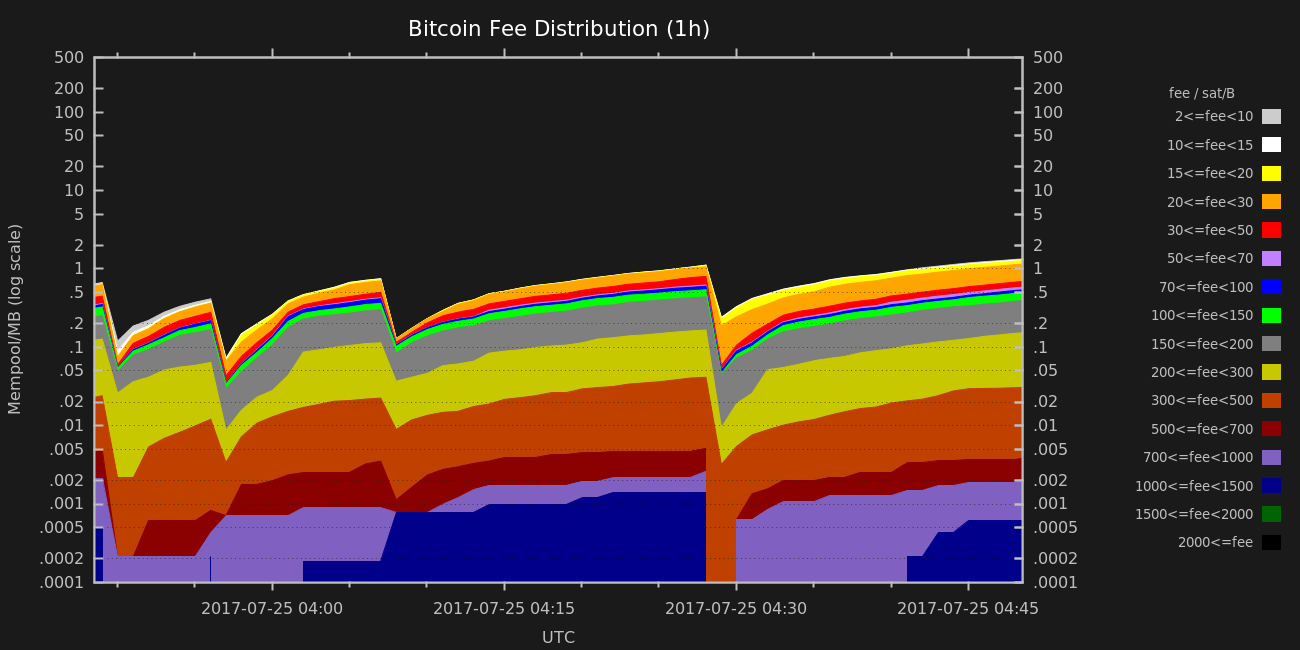 Bitcoin Fee Distribution (1h)
Mempool/MB (log scale)
500
200
100
50
20
10
5
2
1
.5
.2
.1
.05
.02
.01
.005
.002
.001
.0005
.0002
.0001
500
200
100
50
20
10
5
2
1
.5
.2
.1
.05
.02
.01
.005
.002
.001
.0005
.0002
.0001
2017-07-25 04:00
2017-07-25 04:15
2017-07-25 04:30
2017-07-25 04:45
UTC
fee / sat/B
2<=fee<10
10<=fee<15
15<=fee<20
20<=fee<30
30<=fee<50
50<=fee<70
70<=fee<100
100<=fee<150
150<=fee<200
200<=fee<300
300<=fee<500
500<=fee<700
700<=fee<1000
1000<=fee<1500
1500<=fee<2000
2000<=fee